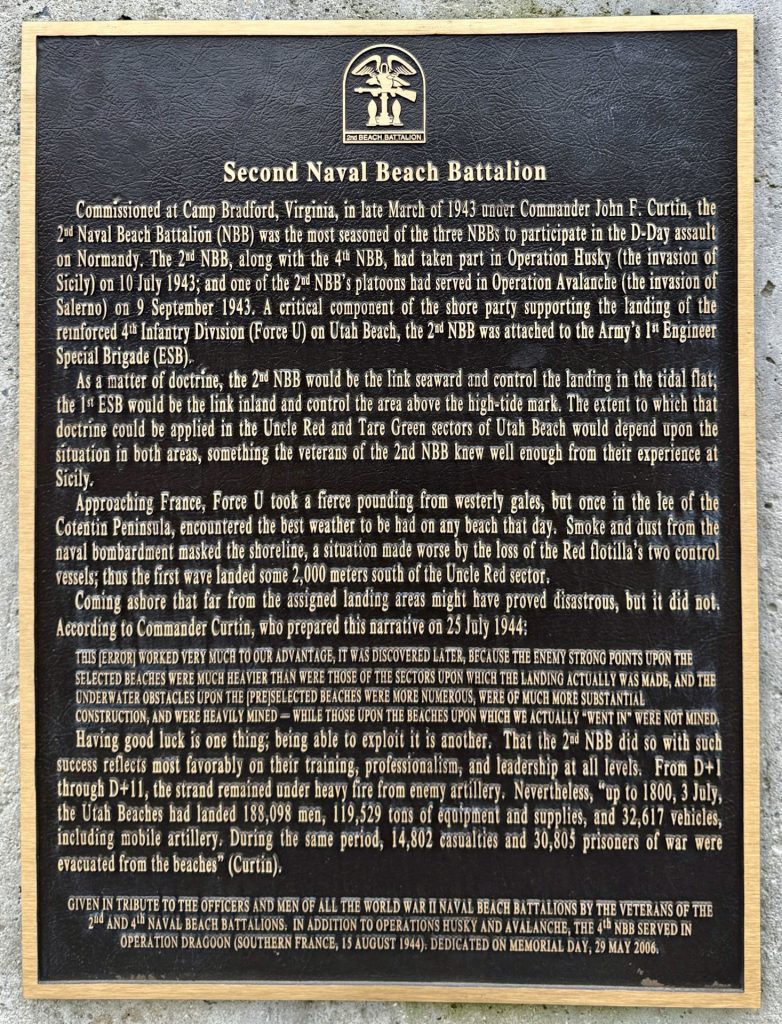 2nd BEACH BATTALION
Second Naval Beach Battalion
Commissioned at Camp Bradford, Virginia, in late March of 1943 under Commander John F. Curtin, the
2nd Naval Beach Battalion (NBB) was the most seasoned of the three NBBs to participate in the D-Day assault
on Normandy. The 2nd NBB, along with the 4th NBB, had taken part in Operation Husky (the invasion of
Sicily) on 10 July 1943; and one of the 2nd NBB's platoons had served in Operation Avalanche (the invasion of
Salerno) on 9 September 1943. A critical component of the shore party supporting the landing of the
reinforced 4th Infantry Division (Force U) on Utah Beach, the 2nd NBB was attached to the Army's 1st Engineer
Special Brigade (ESB).
As a matter of doctrine, the 2nd NBB would be the link seaward and control the landing in the tidal flat;
the 1st ESB would be the link inland and control the area above the high-tide mark. The extent to which that
doctrine could be applied in the Uncle Red and Tare Green sectors of Utah Beach would depend upon the
situation in both areas, something the veterans of the 2nd NBB knew well enough from their experience at
Sicily.
Approaching France, Force U took a fierce pounding from westerly gales, but once in the lee of the
Cotentin Peninsula, encountered the best weather to be had on any beach that day. Smoke and dust from the
naval bombardment masked the shoreline, a situation made worse by the loss of the Red flotilla's two control
vessels; thus the first wave landed some 2,000 meters south of the Uncle Red sector.
Coming ashore that far from the assigned landing areas might have proved disastrous, but it did not.
According to Commander Curtin, who prepared this narrative on 25 July 1944:
THIS [ERROR] WORKED VERY MUCH TO OUR ADVANTAGE, IT WAS DISCOVERED LATER, BECAUSE THE ENEMY STRONG POINTS UPON THE
SELECTED BEACHES WERE MUCH HEAVIER THAN WERE THOSE OF THE SECTORS UPON WHICH THE LANDING ACTUALLY WAS MADE, AND THE
UNDERWATER OBSTACLES UPON THE [PRE]SELECTED BEACHES WERE MORE NUMEROUS, WERE OF MUCH MORE SUBSTANTIAL
CONSTRUCTION, AND WERE HEAVILY MINED — WHILE THOSE UPON THE BEACHES UPON WHICH WE ACTUALLY "WENT IN" WERE NOT MINED.
Having good luck is one thing; being able to exploit it is another. That the 2nd NBB did so with such
success reflects most favorably on their training, professionalism, and leadership at all levels. From D+1
through D+11, the strand remained under heavy fire from enemy artillery. Nevertheless, "up to 1800, 3 July,
the Utah Beaches had landed 188,098 men, 119,529 tons of equipment and supplies, and 32,617 vehicles,
including mobile artillery. During the same period, 14,802 casualties and 30,805 prisoners of war were
evacuated from the beaches" (Curtin).
GIVEN IN TRIBUTE TO THE OFFICERS AND MEN OF ALL THE WORLD WAR II NAVAL BEACH BATTALIONS BY THE VETERANS OF THE
2nd AND 4th NAVAL BEACH BATTALIONS. IN ADDITION TO OPERATIONS HUSKY AND AVALANCHE, THE 4th NBB SERVED IN
OPERATION DRAGOON (SOUTHERN FRANCE, 15 AUGUST 1944). DEDICATED ON MEMORIAL DAY, 29 MAY 2006.